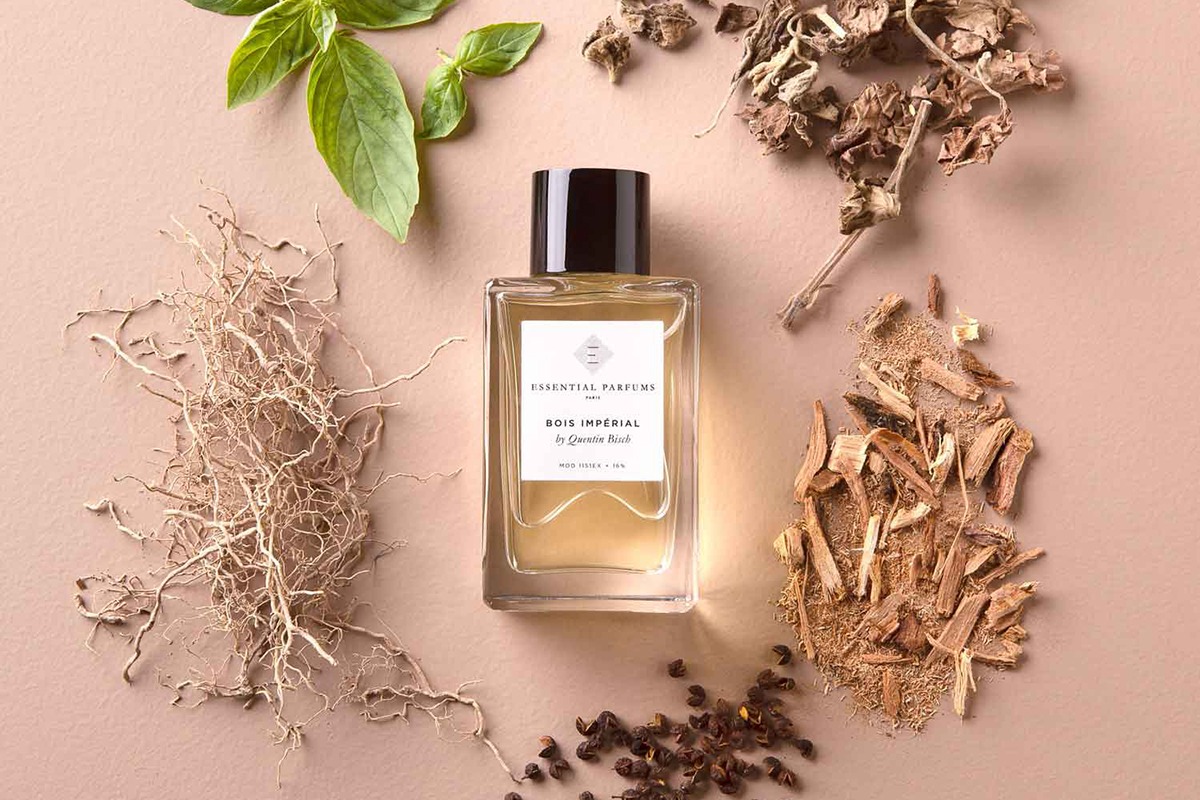 E
ESSENTIAL PARFUMS
PARIS
BOIS IMPÉRIAL
by Quentin Bisch